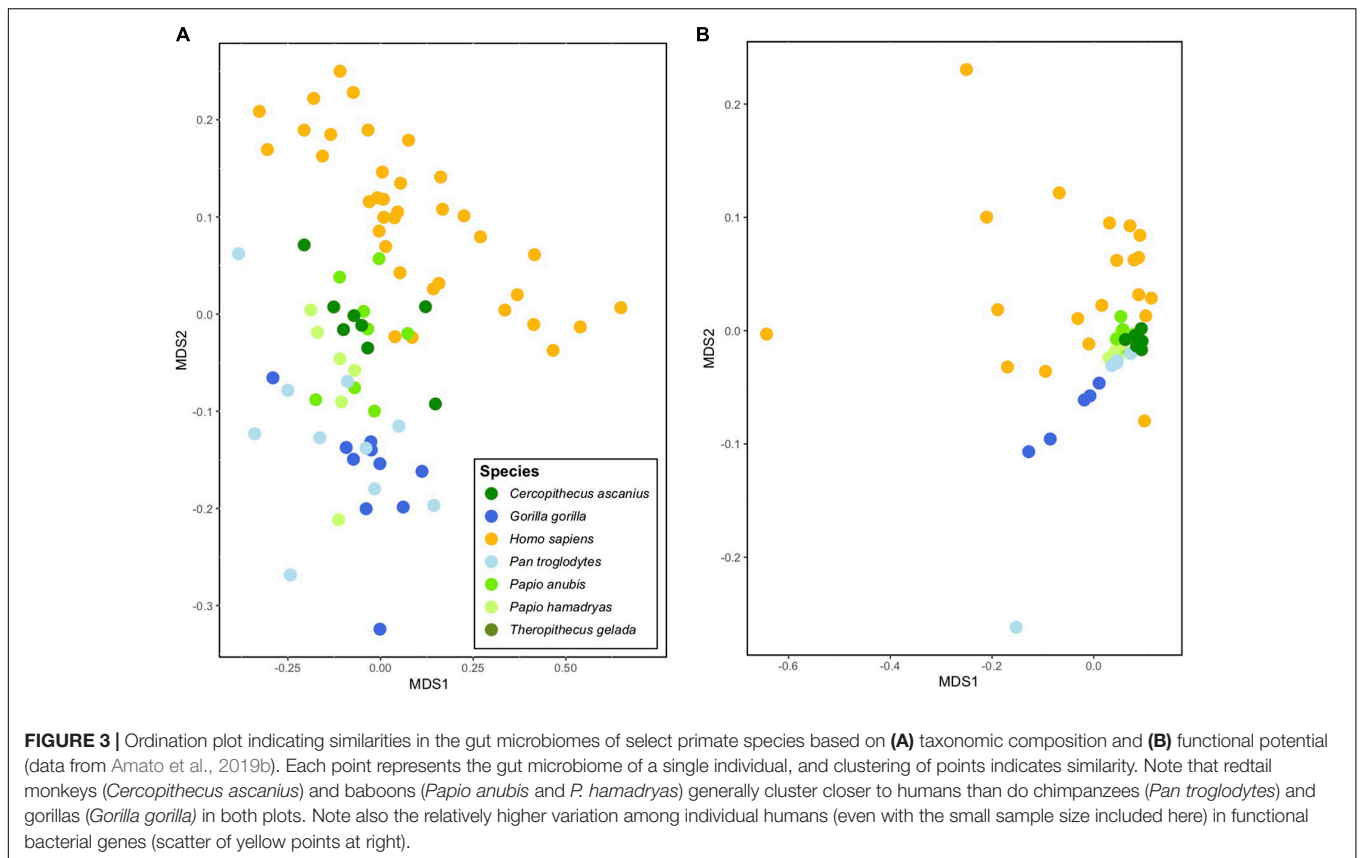 A
B
0.2
0.1
0.0
-0.1
-0.2
-0.3
MDS2
-0.25
0.00
0.25
0.50
MDS1
Species
Cercopithecus ascanius
Gorilla gorilla
Homo sapiens
Pan troglodytes
Papio anubis
Papio hamadryas
Theropithecus gelada
0.2
0.1
0.0
-0.1
-0.2
MDS2
-0.6
-0.4
-0.2
0.0
MDS1
FIGURE 3 | Ordination plot indicating similarities in the gut microbiomes of select primate species based on (A) taxonomic composition and (B) functional potential
(data from Amato et al., 2019b). Each point represents the gut microbiome of a single individual, and clustering of points indicates similarity. Note that redtail
monkeys (Cercopithecus ascanius) and baboons (Papio anubis and P. hamadryas) generally cluster closer to humans than do chimpanzees (Pan troglodytes) and
gorillas (Gorilla gorilla) in both plots. Note also the relatively higher variation among individual humans (even with the small sample size included here) in functional
bacterial genes (scatter of yellow points at right).